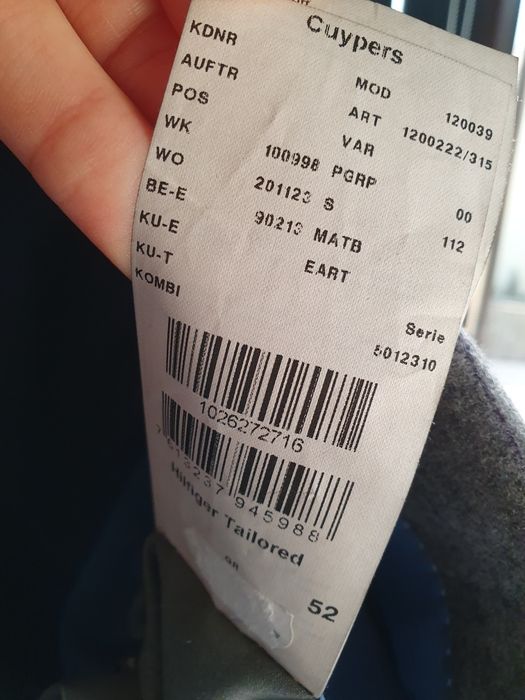 Cuypers
KDNR
AUFTR MOD 120039
POS ART 1200222/315
WK VAR
WO 100998 PGRP 00
BE-E 201123 S 112
KU-E 90213 MATB
KU-T EART
KOMBI Serie
5012310
1026272716
945988
Hilfiger Tailored
GR 52